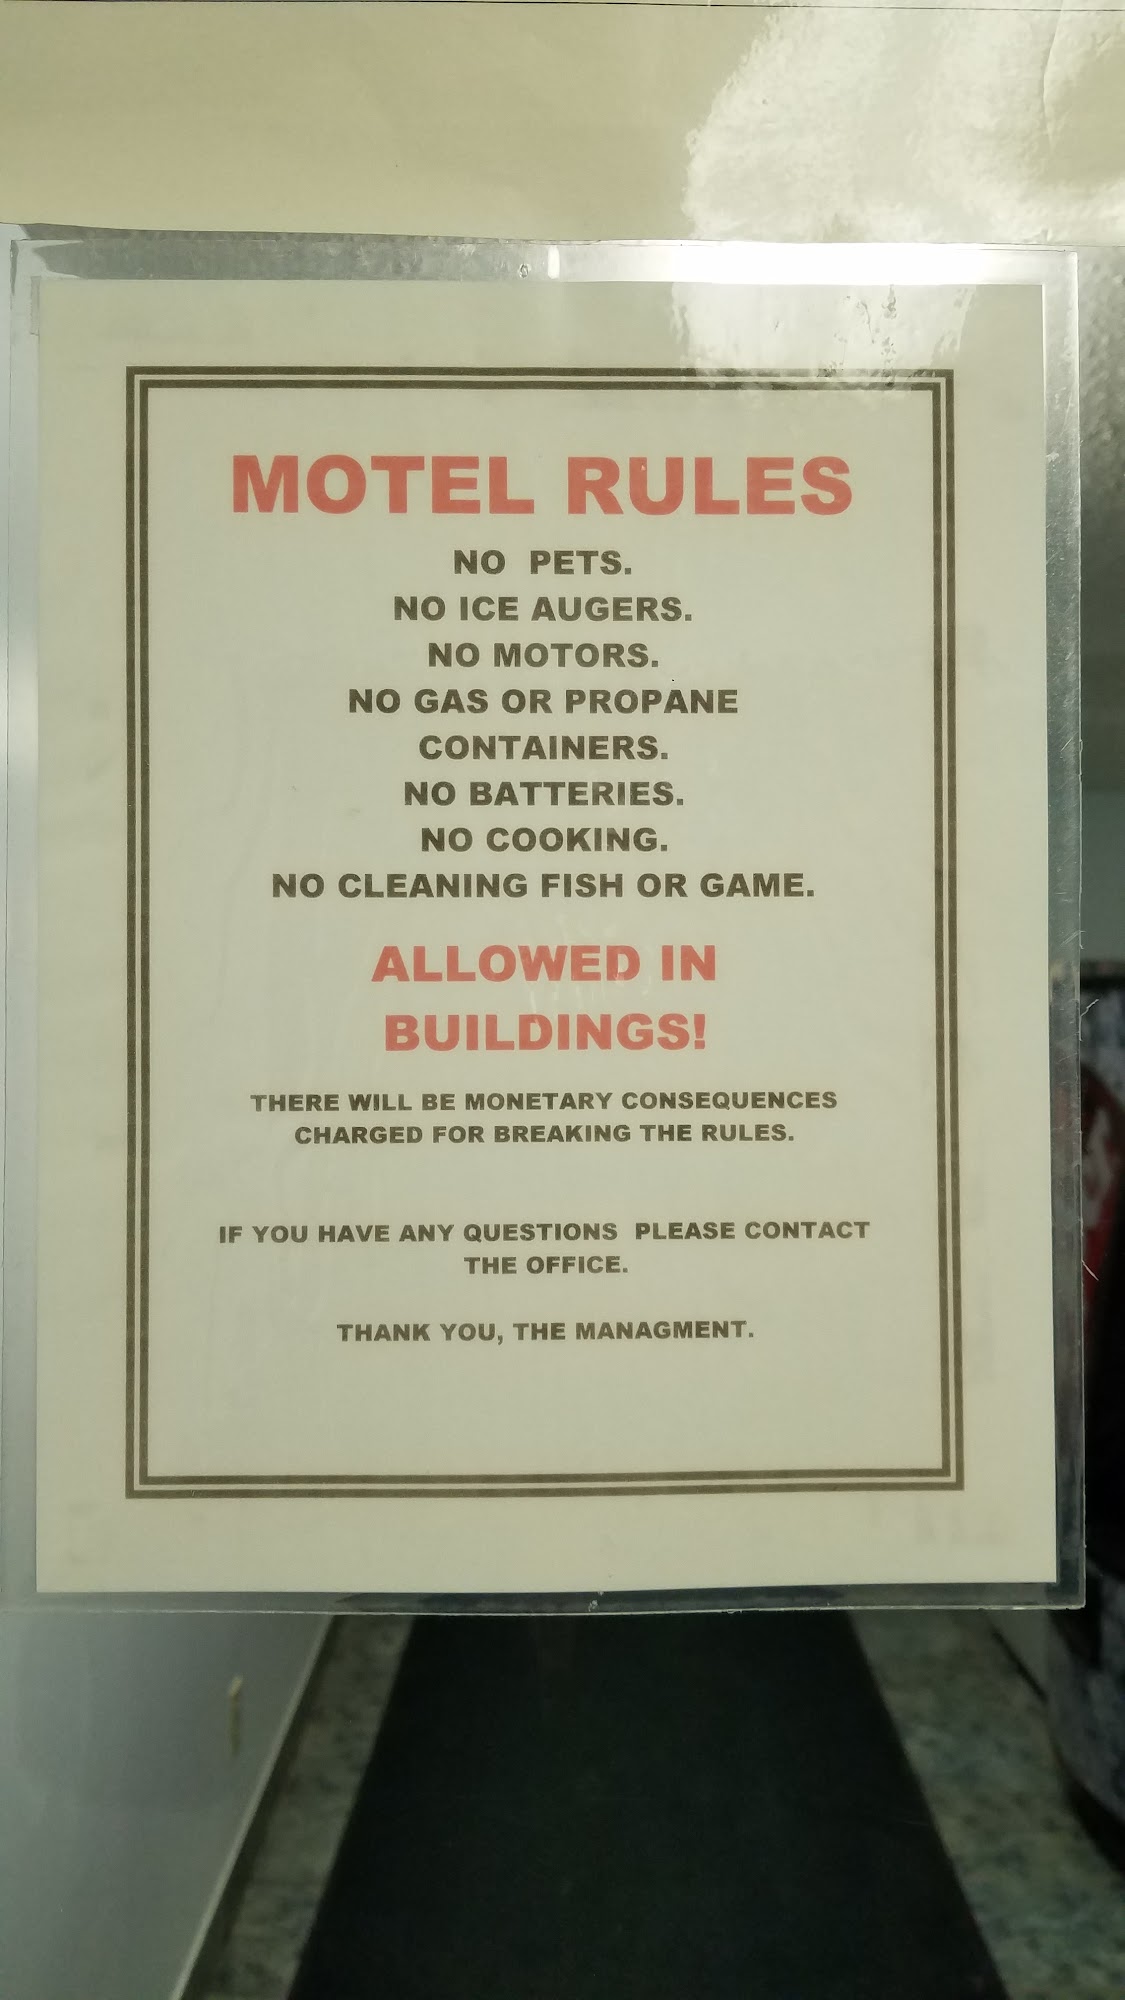 MOTEL RULES
NO PETS.
NO ICE AUGERS.
NO MOTORS.
NO GAS OR PROPANE
CONTAINERS.
NO BATTERIES.
NO COOKING.
NO CLEANING FISH OR GAME.
ALLOWED IN
BUILDINGS!
THERE WILL BE MONETARY CONSEQUENCES
CHARGED FOR BREAKING THE RULES.
IF YOU HAVE ANY QUESTIONS PLEASE CONTACT
THE OFFICE.
THANK YOU, THE MANAGMENT.